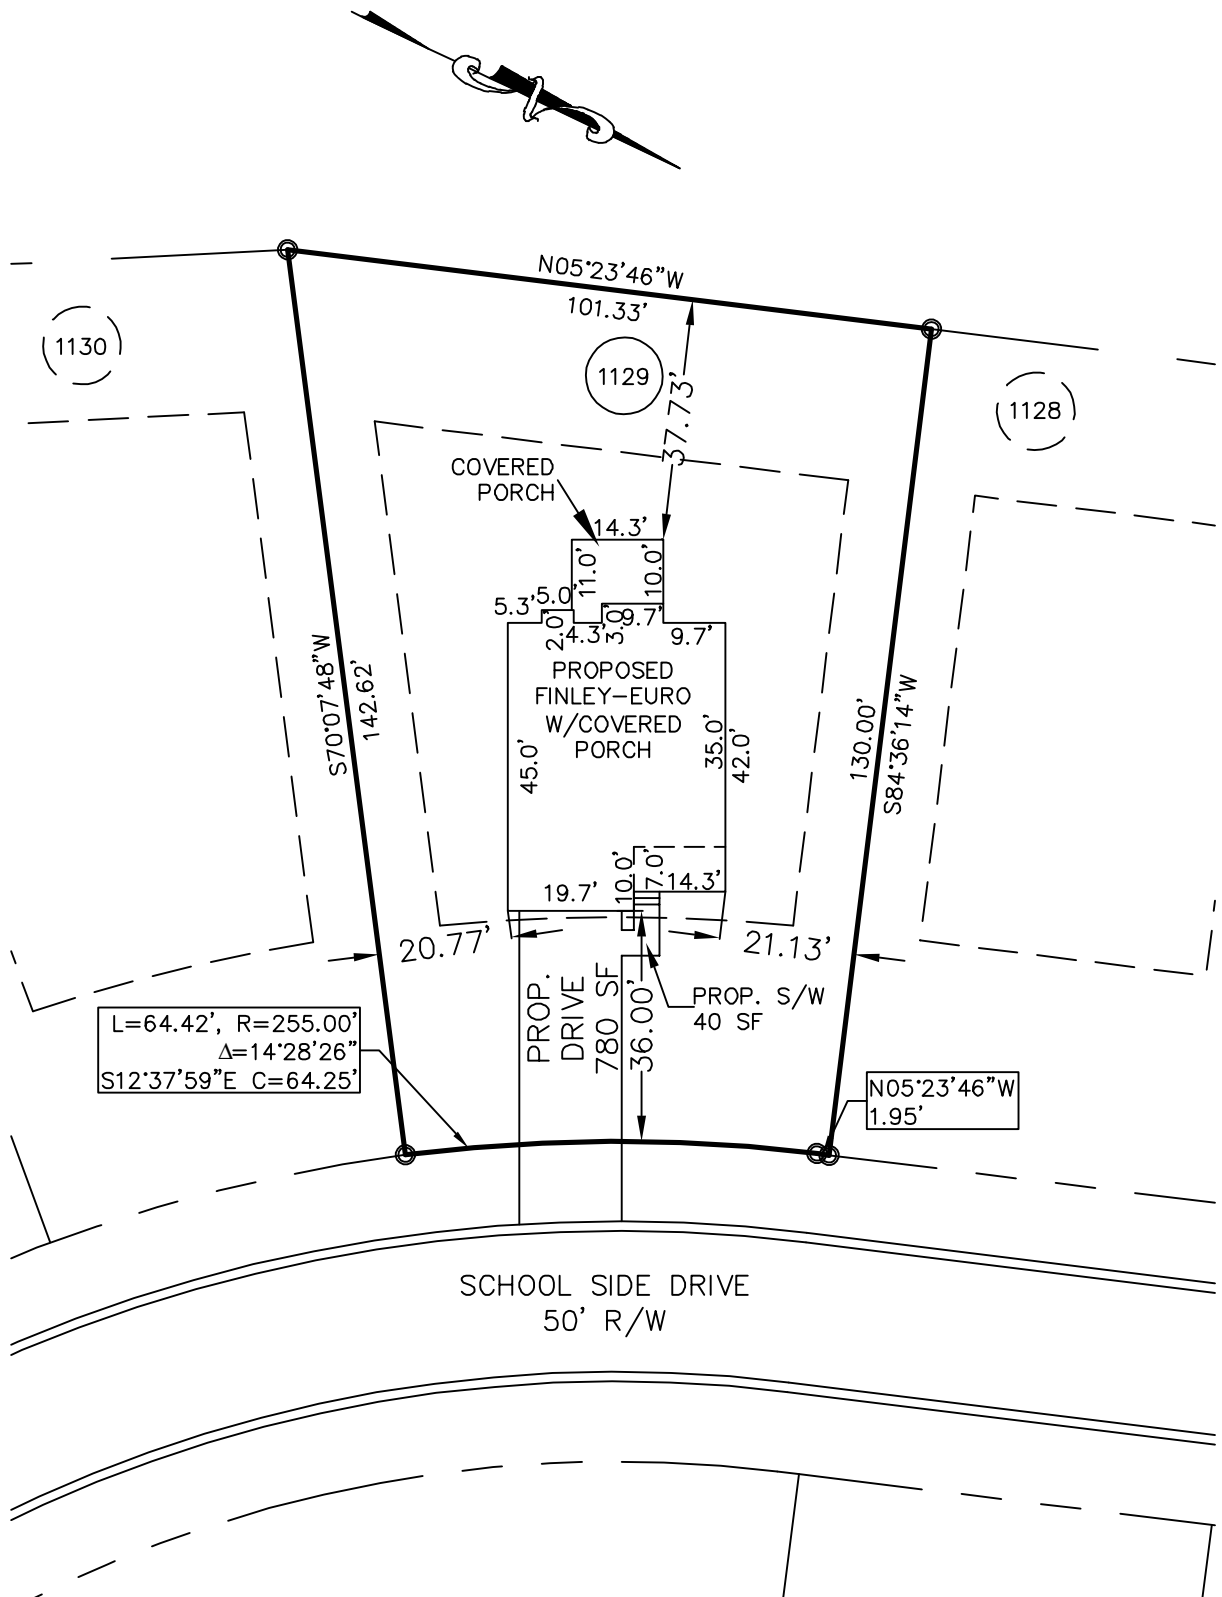 N05°23'46"W
101.33'
1130
1129
1128
37.73'
COVERED
PORCH
14.3'
11.0'
10.0'
5.3'
5.0'
2.0'
4.3'
3.0'
9.7'
9.7'
PROPOSED
FINLEY-EURO
W/COVERED
PORCH
S70°07'48"W
142.62'
45.0'
35.0'
42.0'
130.00'
S84°36'14"W
19.7'
10.0'
7.0'
14.3'
20.77'
21.13'
PROP.
DRIVE
780 SF
36.00'
PROP. S/W
40 SF
L=64.42', R=255.00'
Δ=14°28'26"
S12°37'59"E C=64.25'
N05°23'46"W
1.95'
SCHOOL SIDE DRIVE
50' R/W